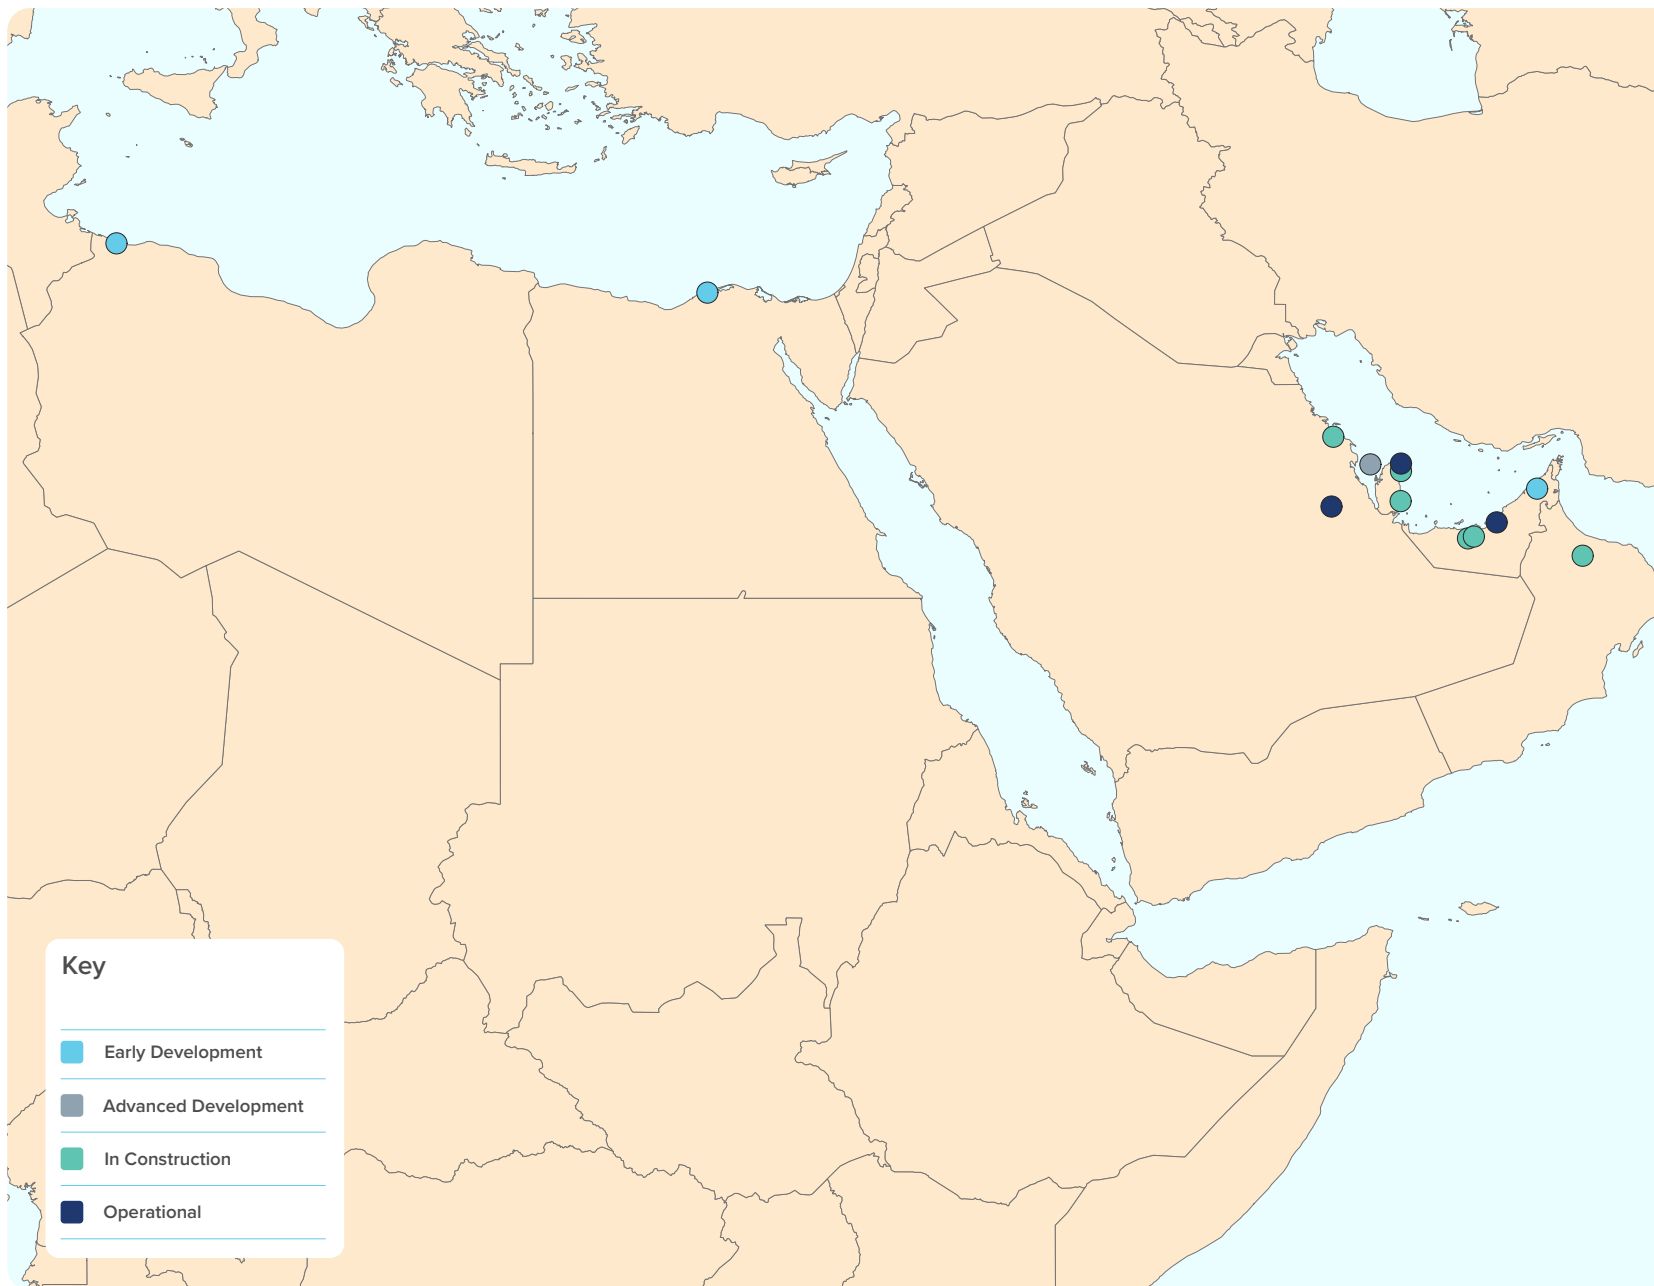 Key
Early Development
Advanced Development
In Construction
Operational